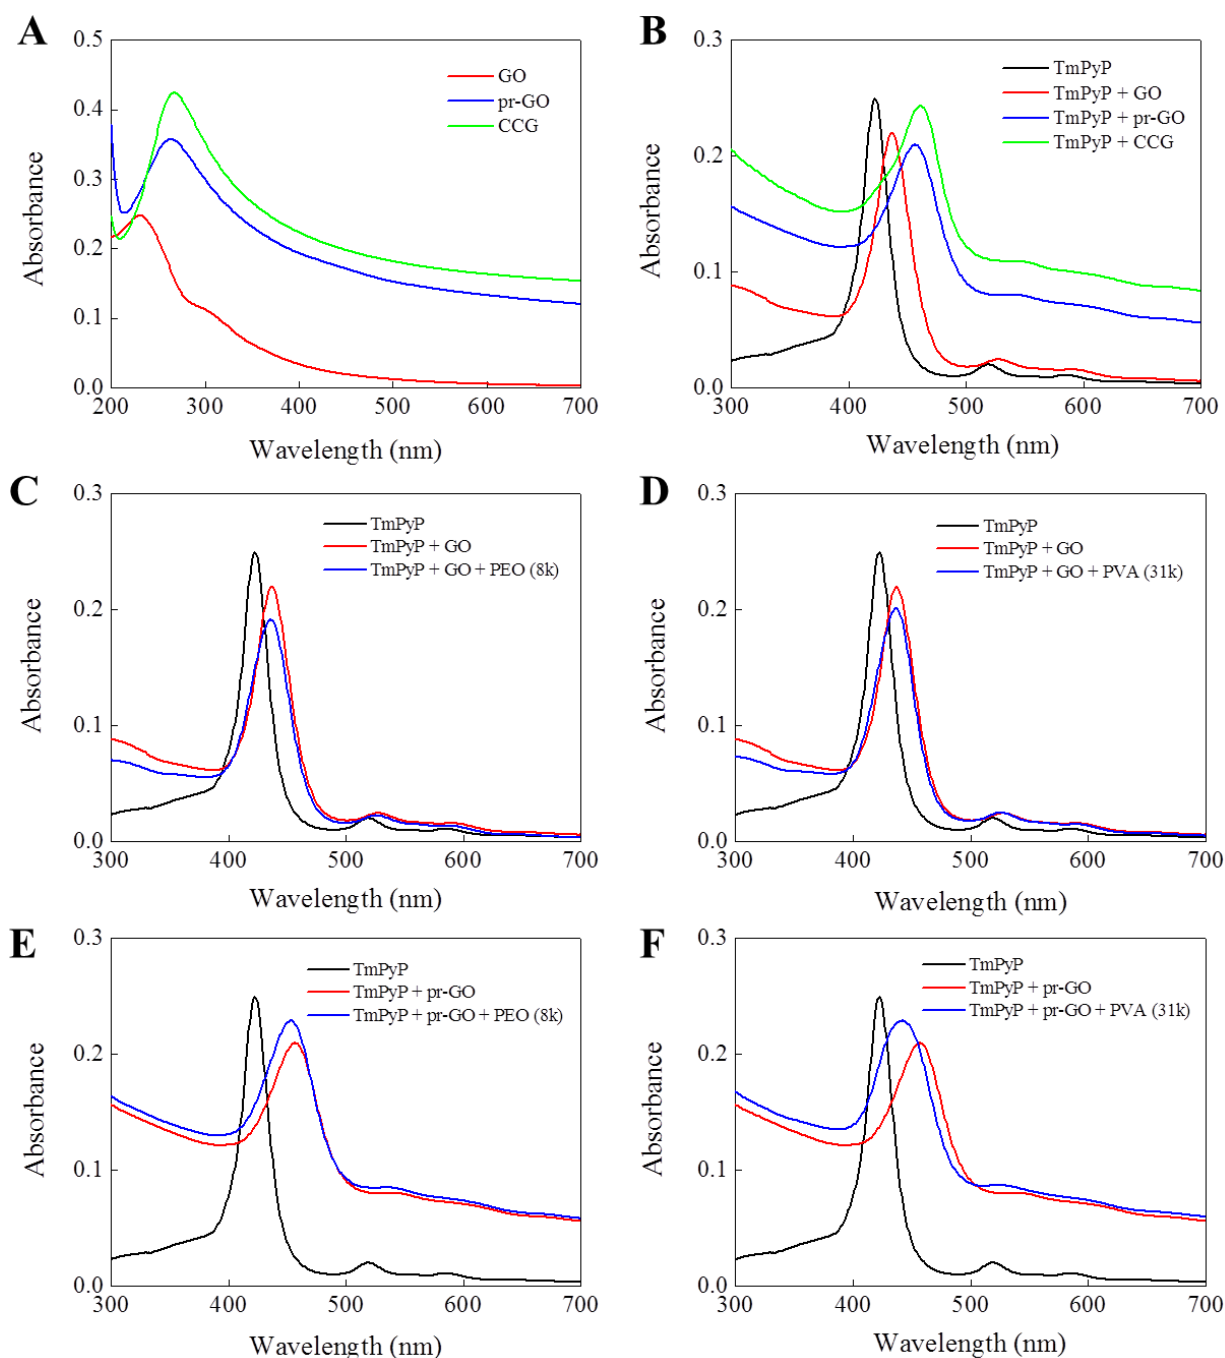 A
0.5
0.4
0.3
0.2
0.1
0.0
Absorbance
GO
pr-GO
CCG
200 300 400 500 600 700
Wavelength (nm)
B
0.3
0.2
0.1
0.0
Absorbance
TmPyP
TmPyP + GO
TmPyP + pr-GO
TmPyP + CCG
300 400 500 600 700
Wavelength (nm)
C
0.3
0.2
0.1
0.0
Absorbance
TmPyP
TmPyP + GO
TmPyP + GO + PEO (8k)
300 400 500 600 700
Wavelength (nm)
D
0.3
0.2
0.1
0.0
Absorbance
TmPyP
TmPyP + GO
TmPyP + GO + PVA (31k)
300 400 500 600 700
Wavelength (nm)
E
0.3
0.2
0.1
0.0
Absorbance
TmPyP
TmPyP + pr-GO
TmPyP + pr-GO + PEO (8k)
300 400 500 600 700
Wavelength (nm)
F
0.3
0.2
0.1
0.0
Absorbance
TmPyP
TmPyP + pr-GO
TmPyP + pr-GO + PVA (31k)
300 400 500 600 700
Wavelength (nm)